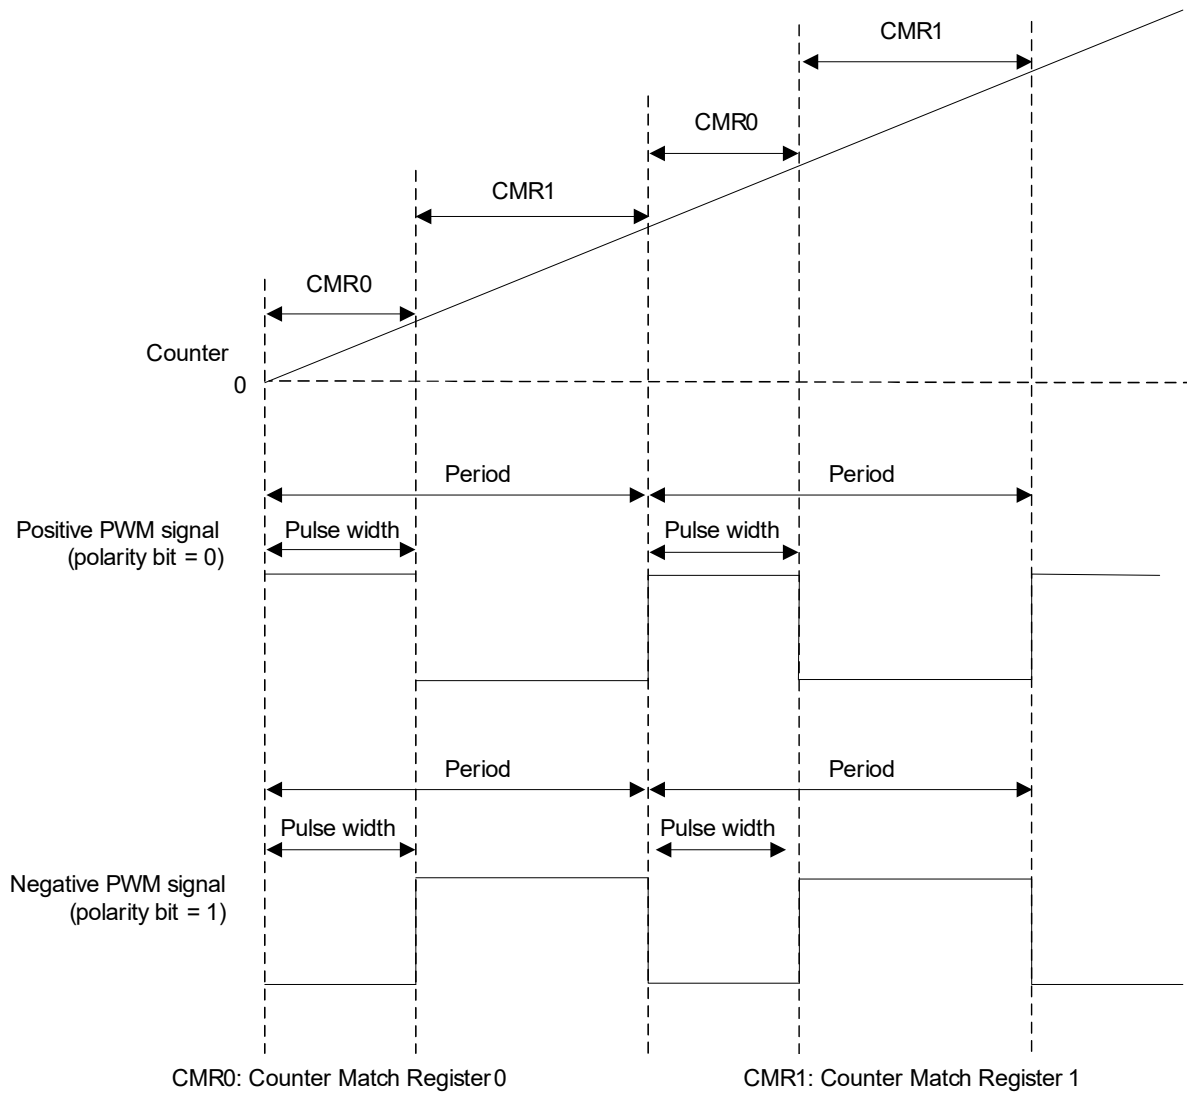 CMR1
CMR0
CMR1
CMR0
Counter
0
Period
Period
Positive PWM signal
(polarity bit = 0)
Pulse width
Pulse width
Period
Period
Pulse width
Pulse width
Negative PWM signal
(polarity bit = 1)
CMR0: Counter Match Register 0
CMR1: Counter Match Register 1